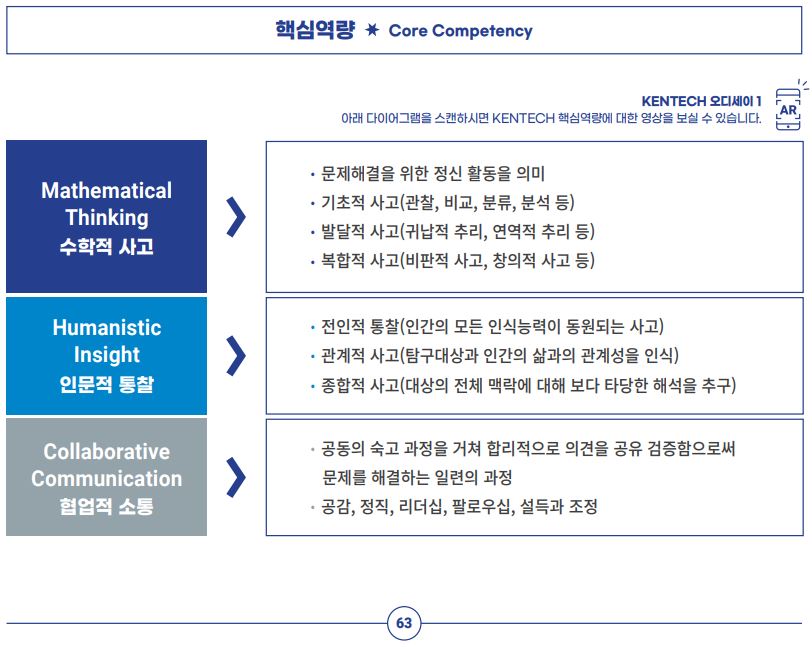 핵심역량 ✶ Core Competency
KENTECH 오디세이 1
아래 다이어그램을 스캔하시면 KENTECH 핵심역량에 대한 영상을 보실 수 있습니다.
AR
Mathematical
Thinking
수학적 사고
• 문제해결을 위한 정신 활동을 의미
• 기초적 사고(관찰, 비교, 분류, 분석 등)
• 발달적 사고(귀납적 추리, 연역적 추리 등)
• 복합적 사고(비판적 사고, 창의적 사고 등)
Humanistic
Insight
인문적 통찰
• 전인적 통찰(인간의 모든 인식능력이 동원되는 사고)
• 관계적 사고(탐구대상과 인간의 삶과의 관계성을 인식)
• 종합적 사고(대상의 전체 맥락에 대해 보다 타당한 해석을 추구)
Collaborative
Communication
협업적 소통
• 공동의 숙고 과정을 거쳐 합리적으로 의견을 공유 검증함으로써
문제를 해결하는 일련의 과정
• 공감, 정직, 리더십, 팔로우십, 설득과 조정
63